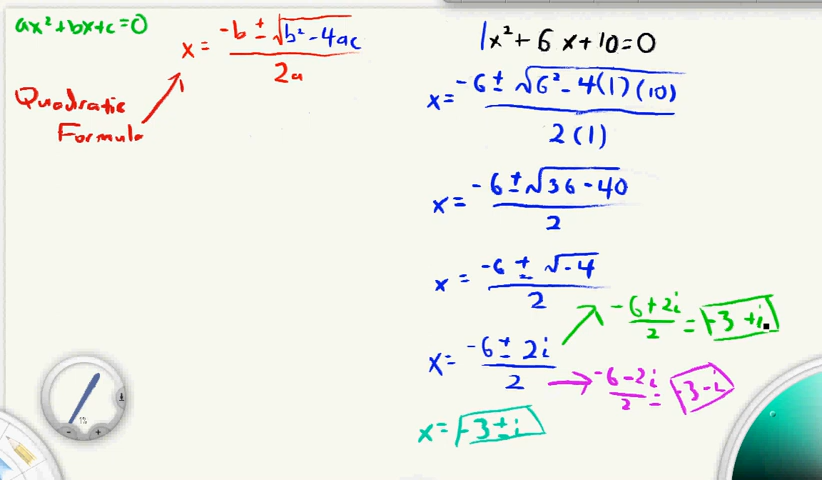 ax² + bx + c = 0
x = (-b ± √(b² - 4ac)) / 2a
Quadratic
Formula
1x² + 6x + 10 = 0
x = (-6 ± √(6² - 4(1)(10))) / 2(1)
x = (-6 ± √(36 - 40)) / 2
x = (-6 ± √-4) / 2
x = (-6 ± 2i) / 2
(-6 + 2i) / 2 = -3 + i
(-6 - 2i) / 2 = -3 - i
x = -3 ± i
1%